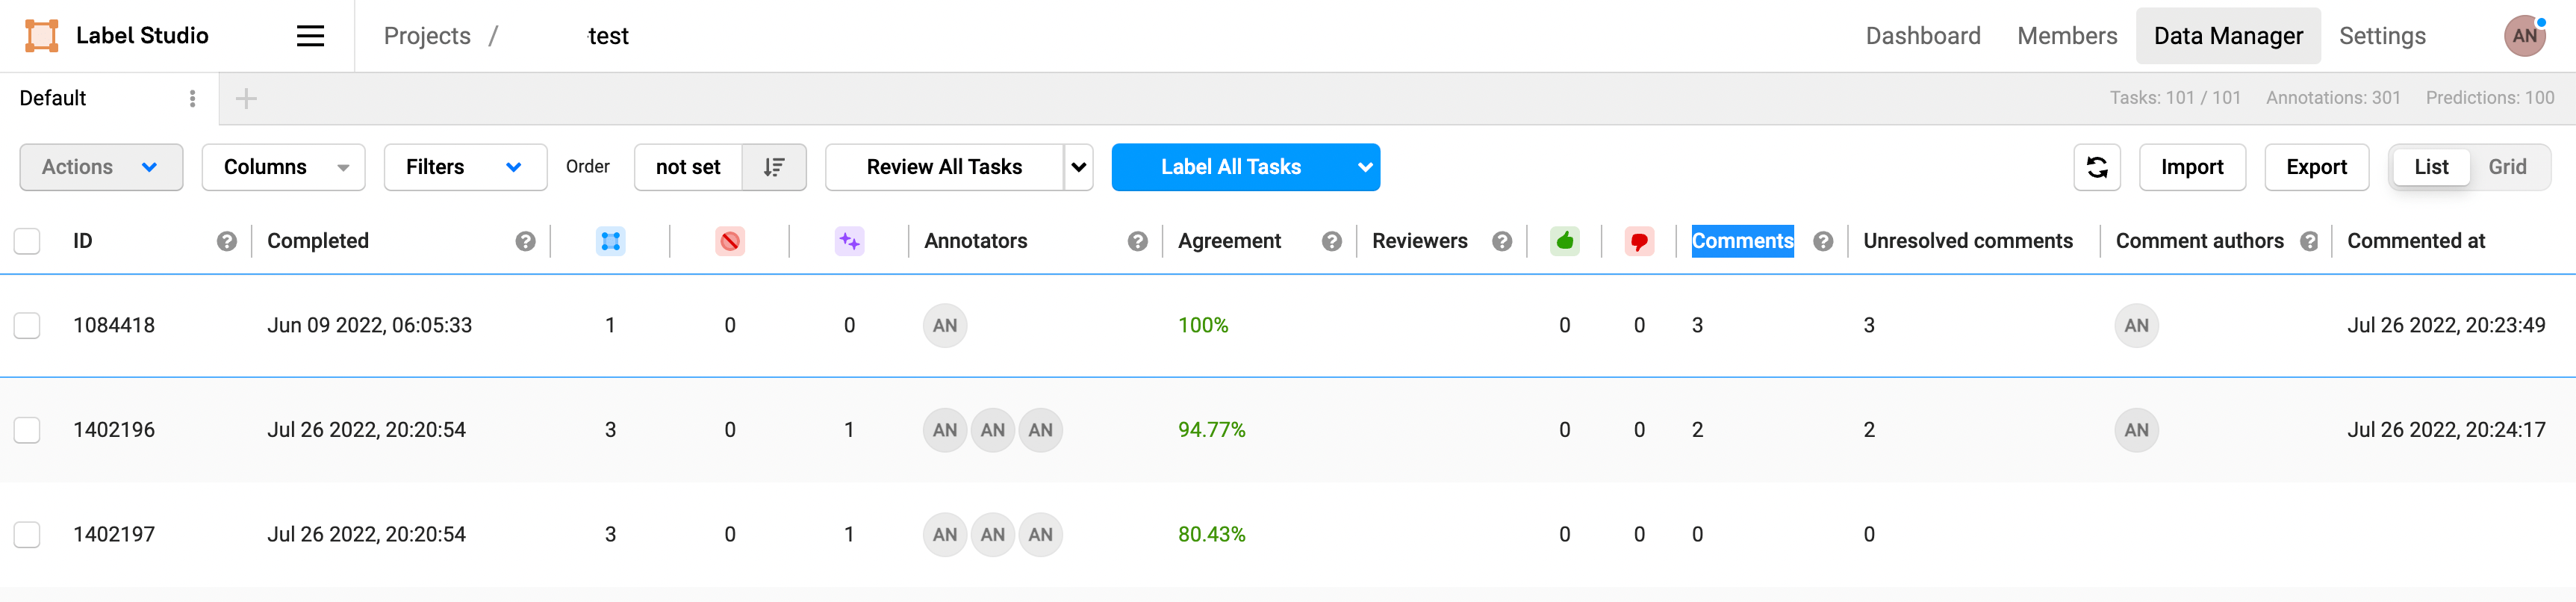 Label Studio Projects / test Dashboard Members Data Manager Settings AN
Default Tasks: 101 / 101 Annotations: 301 Predictions: 100
Actions Columns Filters Order not set Review All Tasks Label All Tasks Import Export List Grid
ID Completed Annotators Agreement Reviewers Comments Unresolved comments Comment authors Commented at
1084418 Jun 09 2022, 06:05:33 1 0 0 AN 100% 0 0 3 3 AN Jul 26 2022, 20:23:49
1402196 Jul 26 2022, 20:20:54 3 0 1 AN AN AN 94.77% 0 0 2 2 AN Jul 26 2022, 20:24:17
1402197 Jul 26 2022, 20:20:54 3 0 1 AN AN AN 80.43% 0 0 0 0